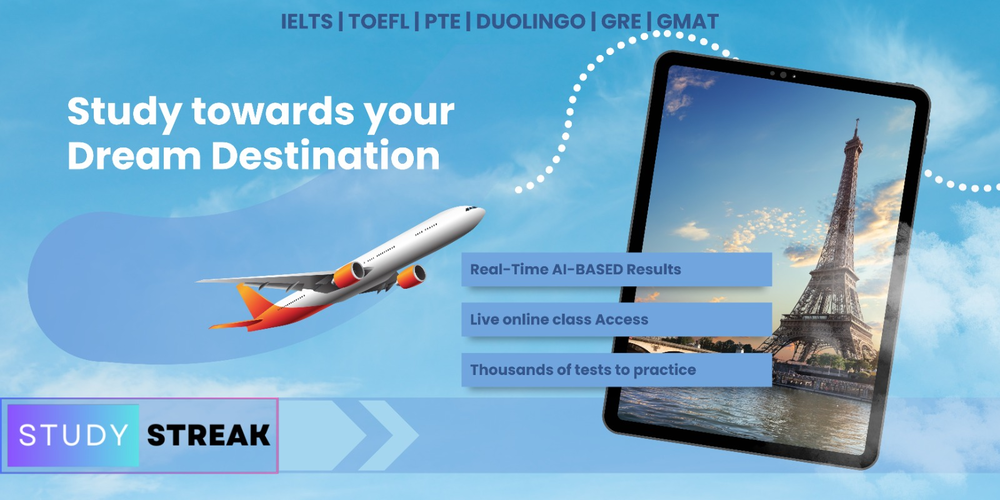 IELTS | TOEFL | PTE | DUOLINGO | GRE | GMAT
Study towards your
Dream Destination
Real-Time AI-BASED Results
Live online class Access
Thousands of tests to practice
STUDY STREAK